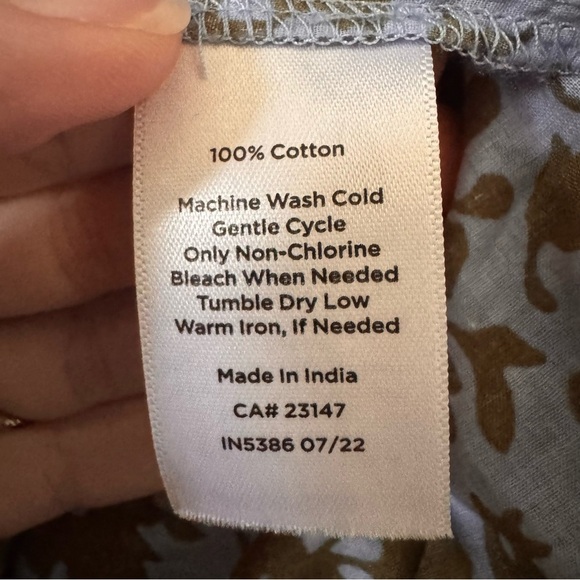 100% Cotton
Machine Wash Cold
Gentle Cycle
Only Non-Chlorine
Bleach When Needed
Tumble Dry Low
Warm Iron, If Needed
Made In India
CA# 23147
IN5386 07/22